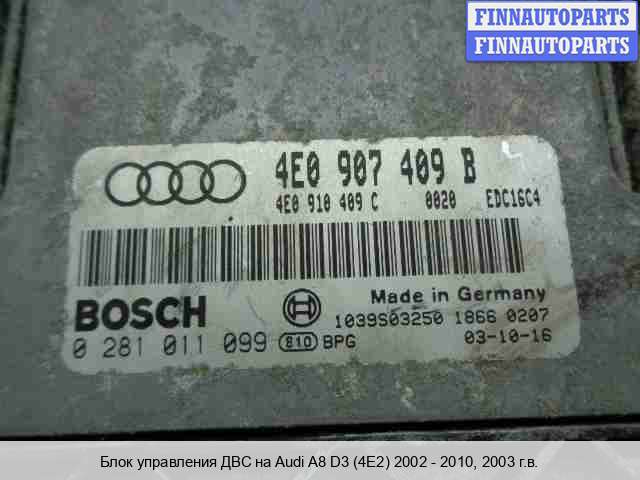 FINNAUTOPARTS
FINNAUTOPARTS
4E0 907 409 B
4E0 910 409 C 0020 EDC16C4
BOSCH
Made in Germany
1039S03250 1866 0207
0 281 011 099 810 BPG 03-10-16
Блок управления ДВС на Audi A8 D3 (4E2) 2002 - 2010, 2003 г.в.